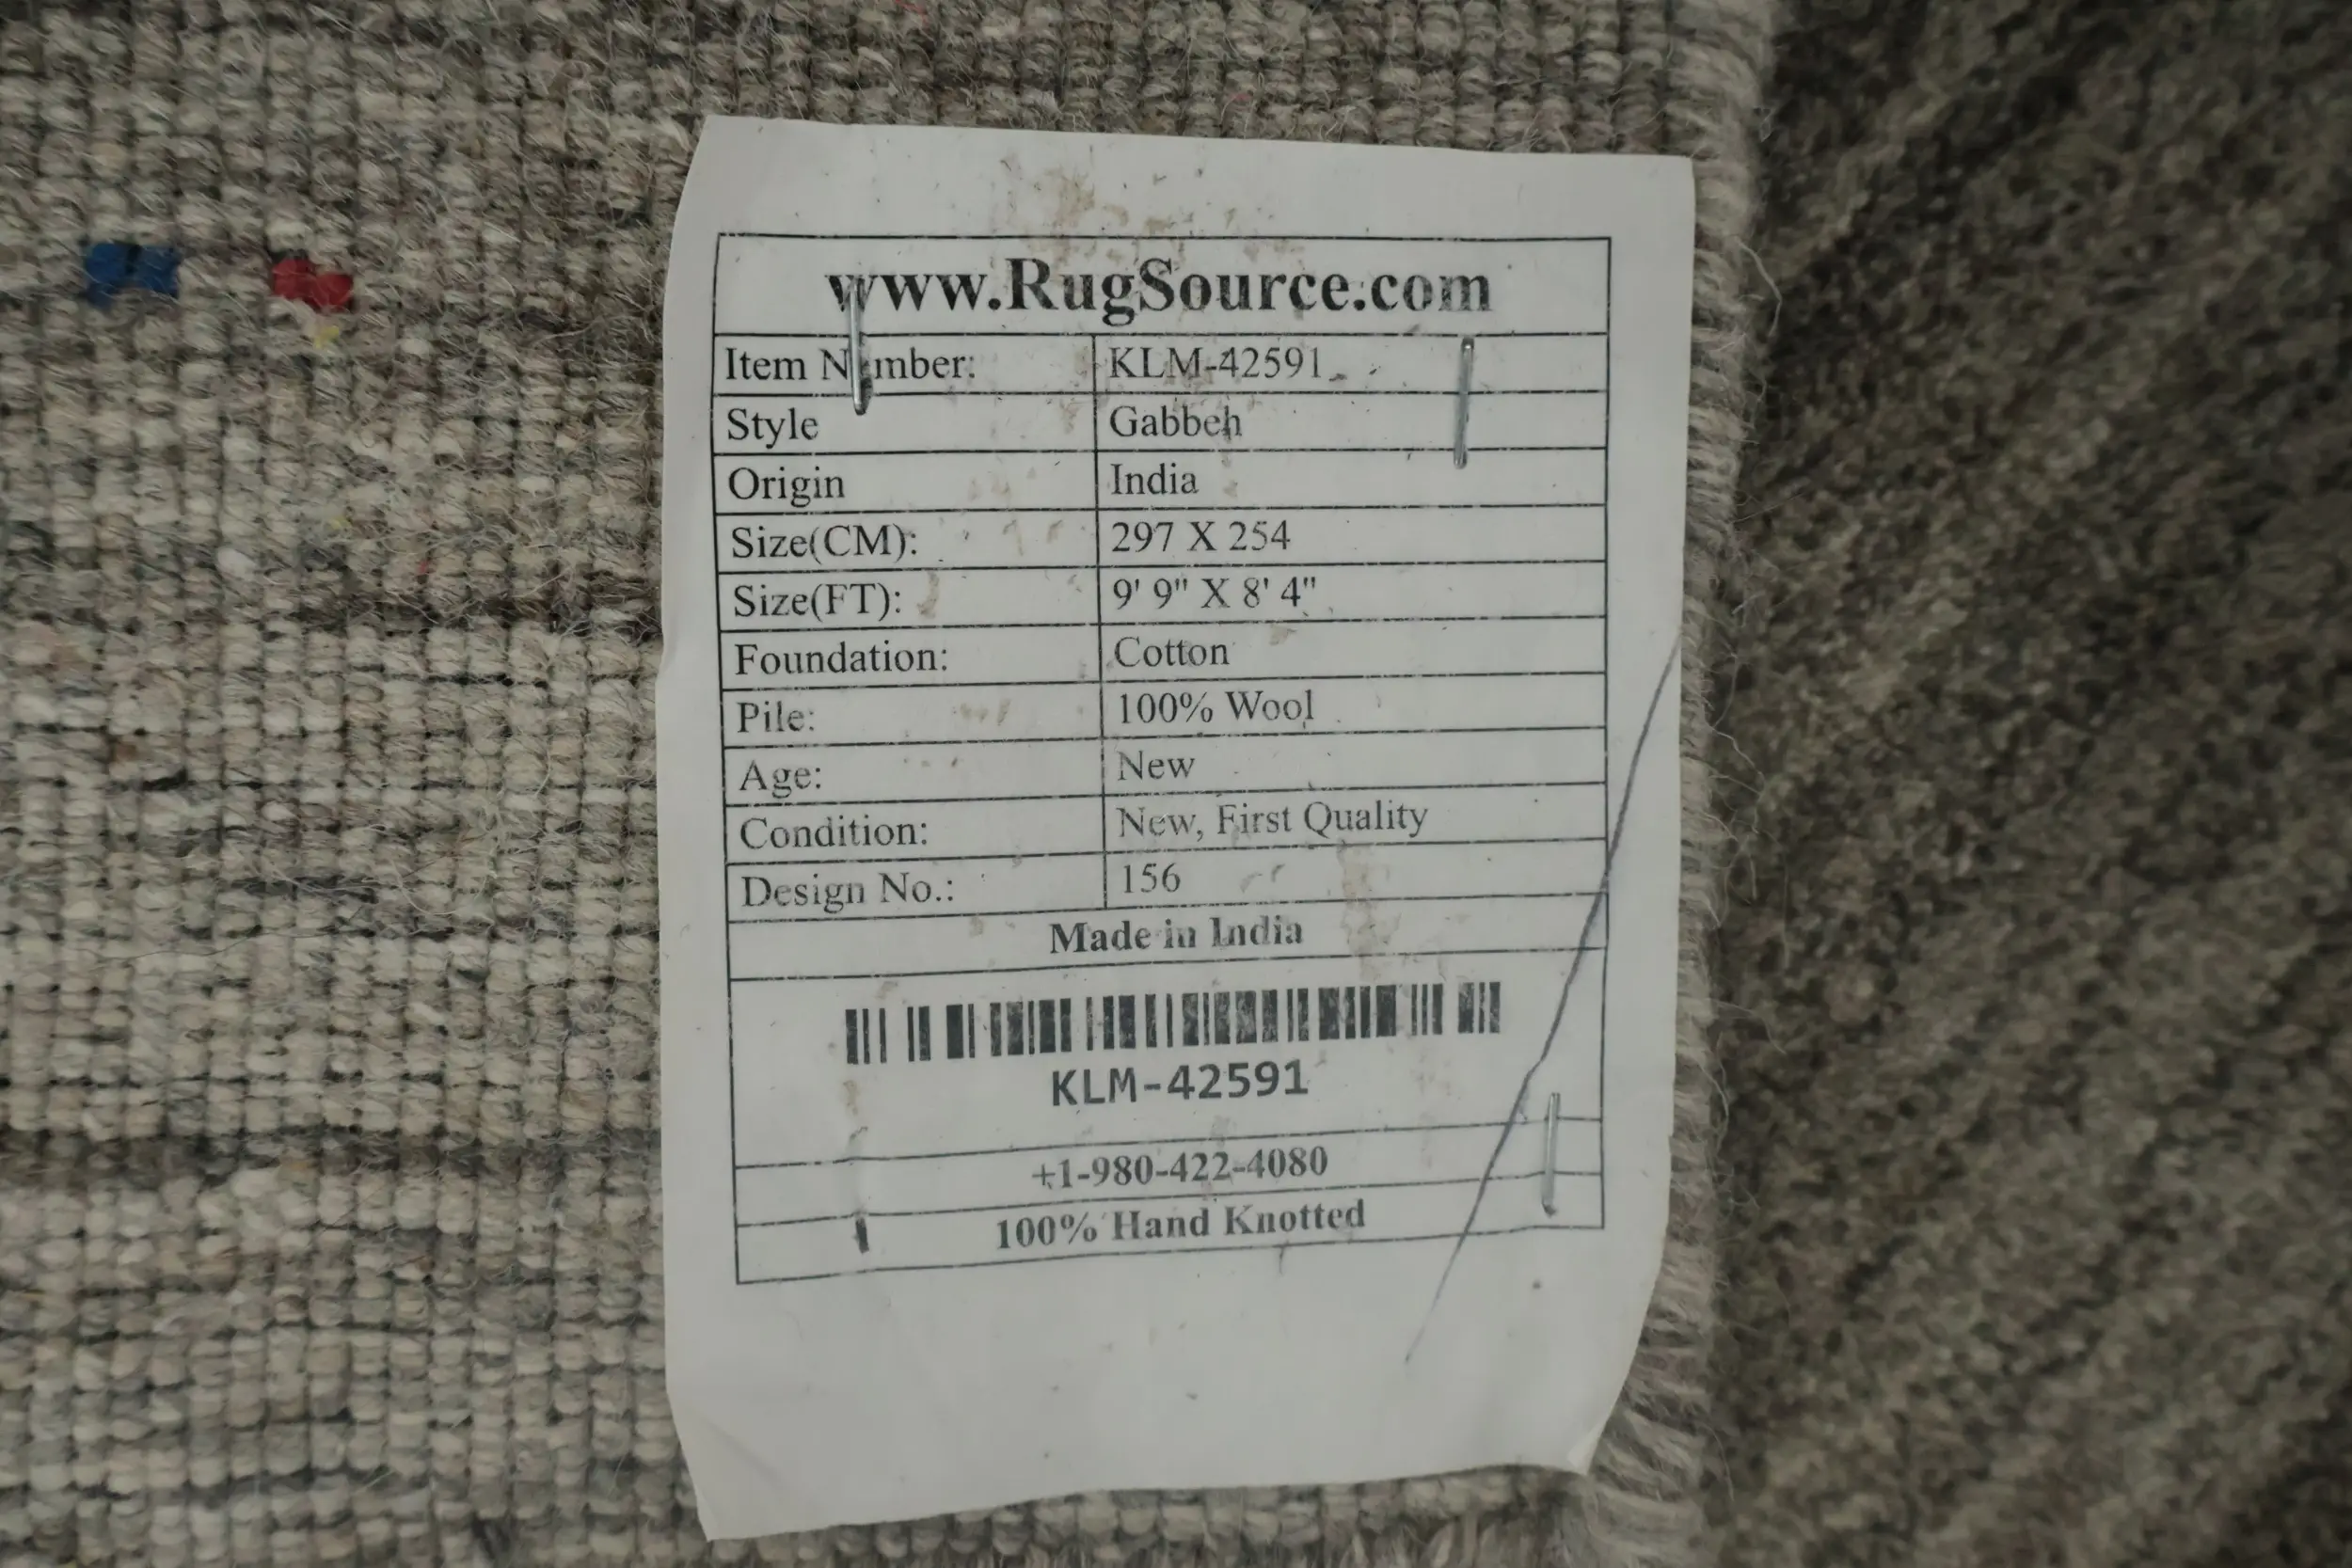 www.RugSource.com
Item Number: KLM-42591
Style Gabbeh
Origin India
Size(CM): 297 X 254
Size(FT): 9' 9" X 8' 4"
Foundation: Cotton
Pile: 100% Wool
Age: New
Condition: New, First Quality
Design No.: 156
Made in India
KLM-42591
+1-980-422-4080
100% Hand Knotted